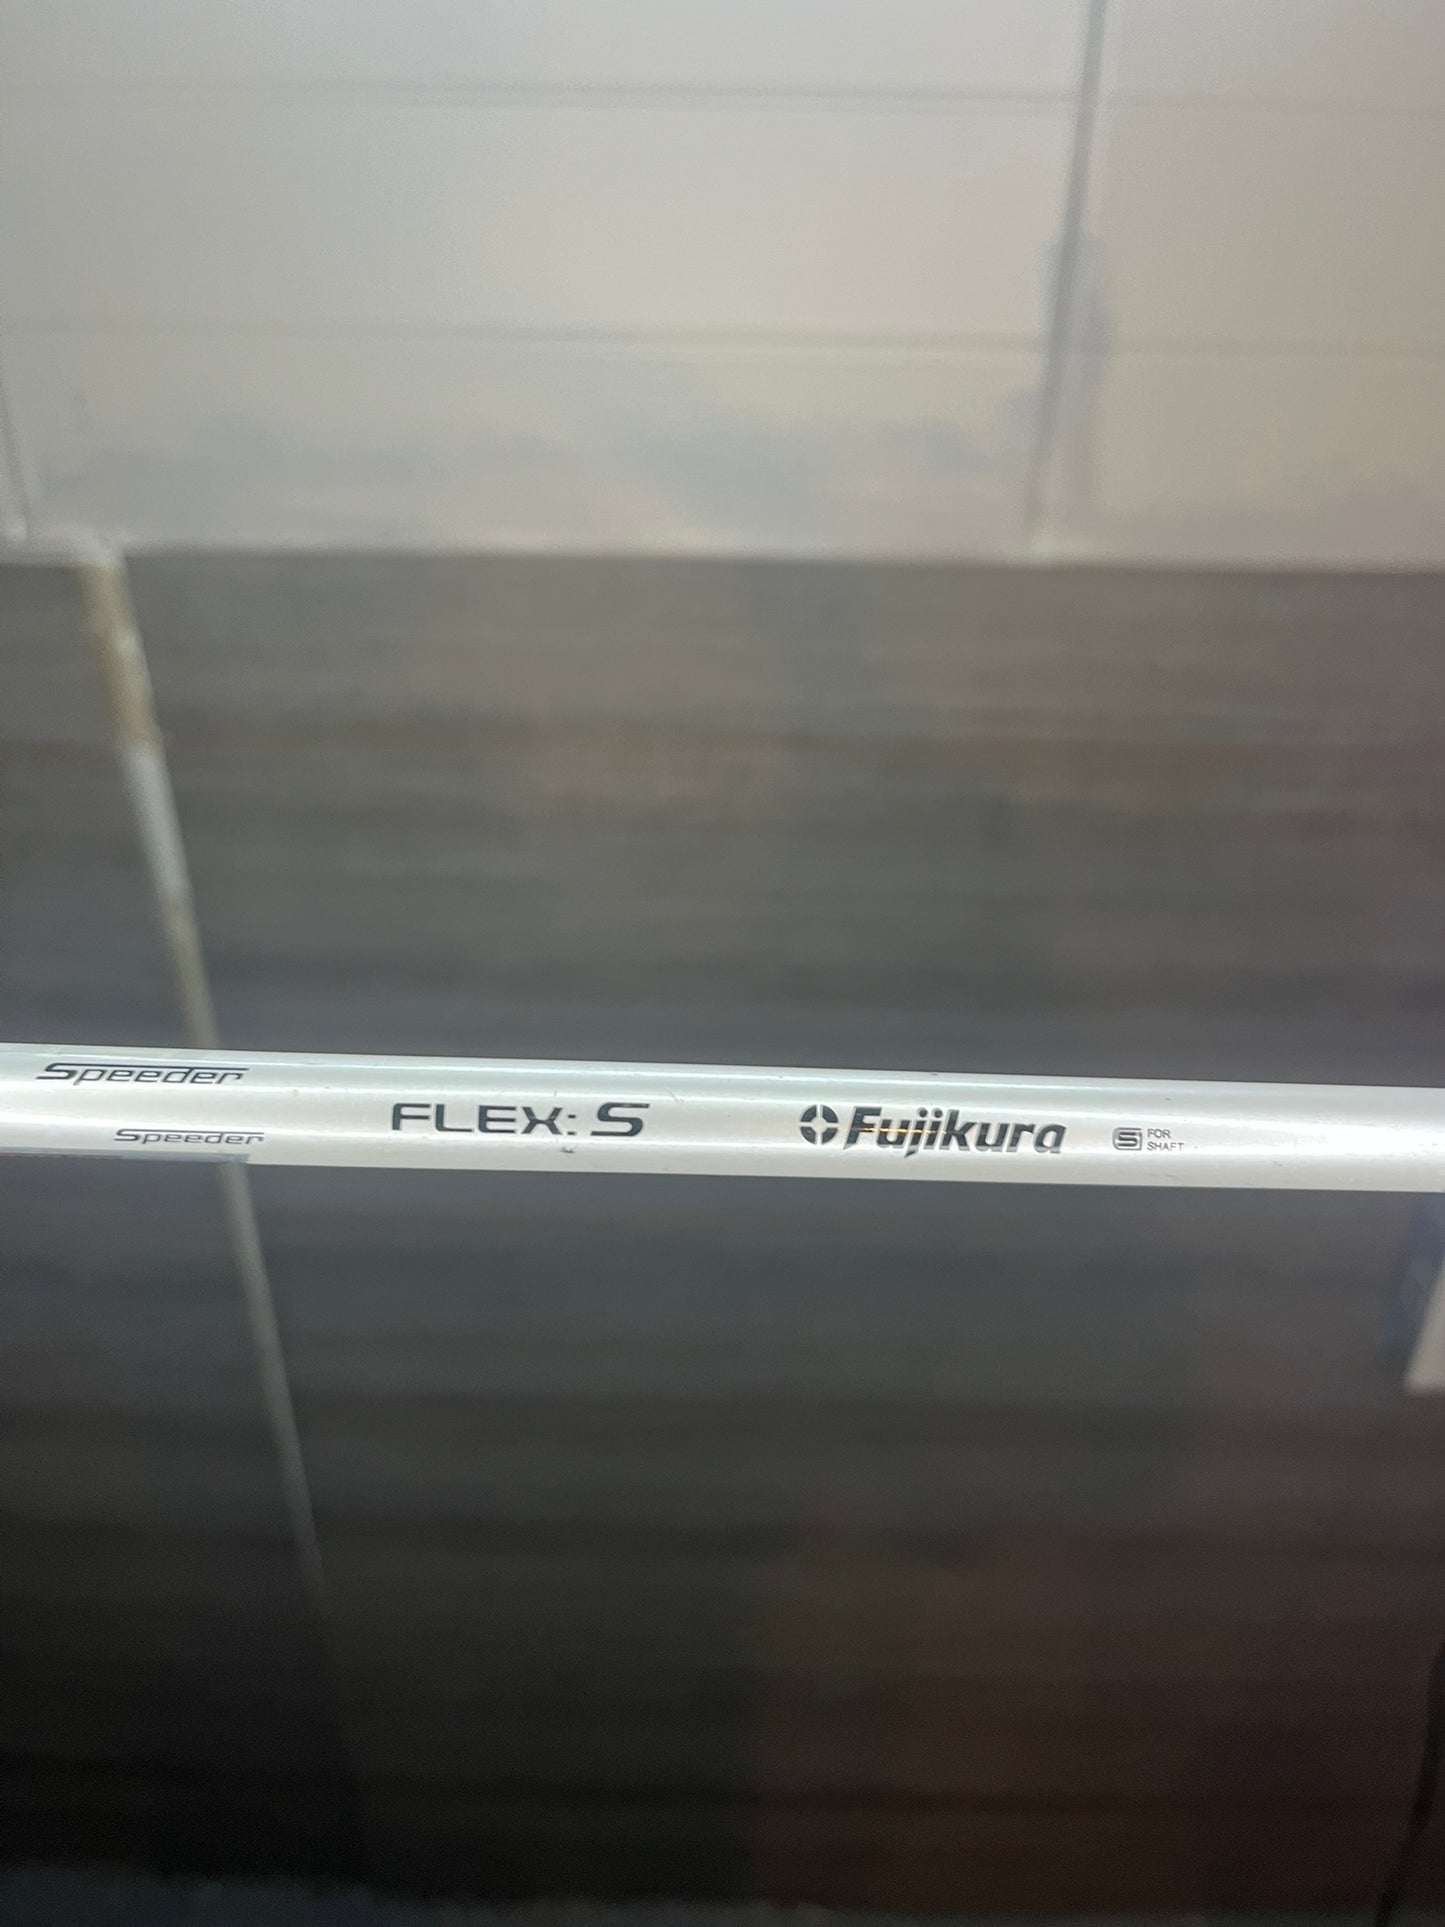 Speeder
Speeder
FLEX: S
Fujikura
S FOR
SHAFT